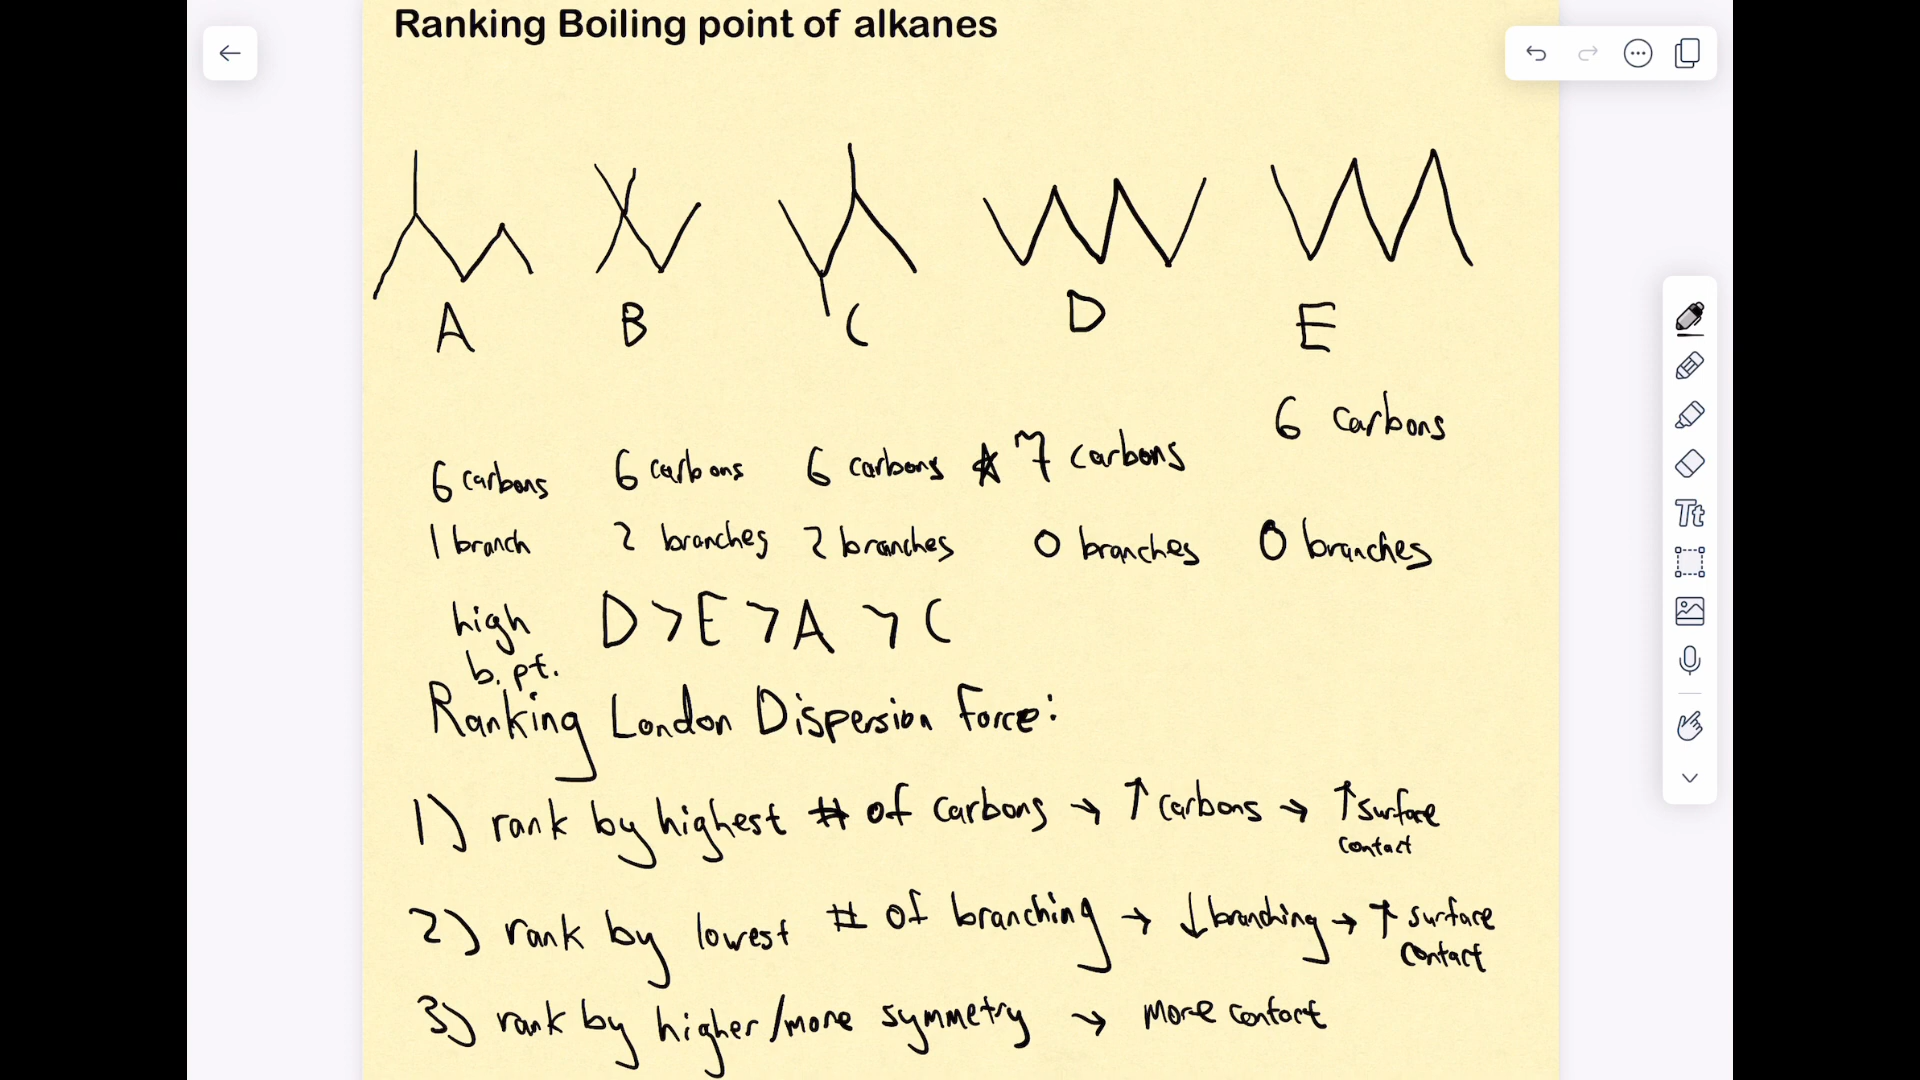 Ranking Boiling point of alkanes
A B C D E
6 carbons 6 carbons 6 carbons ★ 7 carbons 6 carbons
1 branch 2 branches 2 branches 0 branches 0 branches
high D > E > A > C
b. pt.
Ranking London Dispersion Force:
1) rank by highest # of carbons → ↑ carbons → ↑ surface
contact
2) rank by lowest # of branching → ↓ branching → ↑ surface
contact
3) rank by higher/more symmetry → more contact
Tt